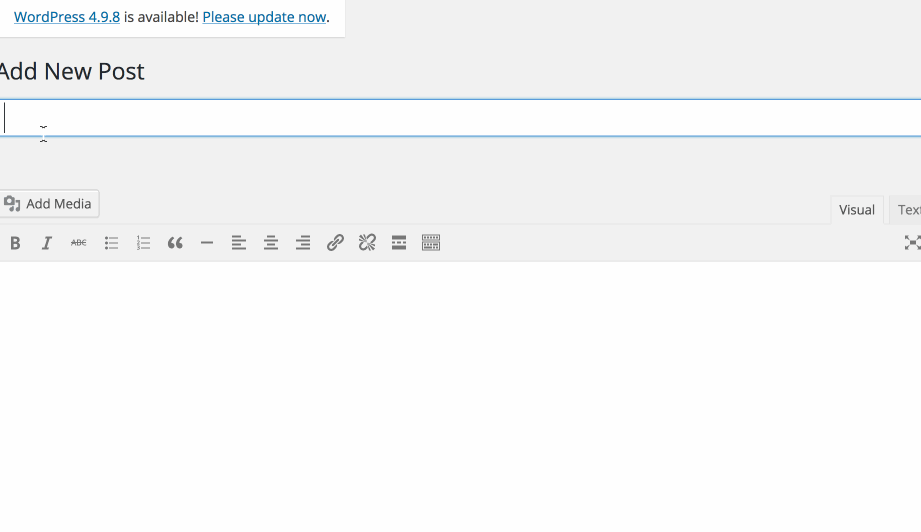 WordPress 4.9.8 is available! Please update now.
Add New Post
Add Media
Visual
Text
B I ABC